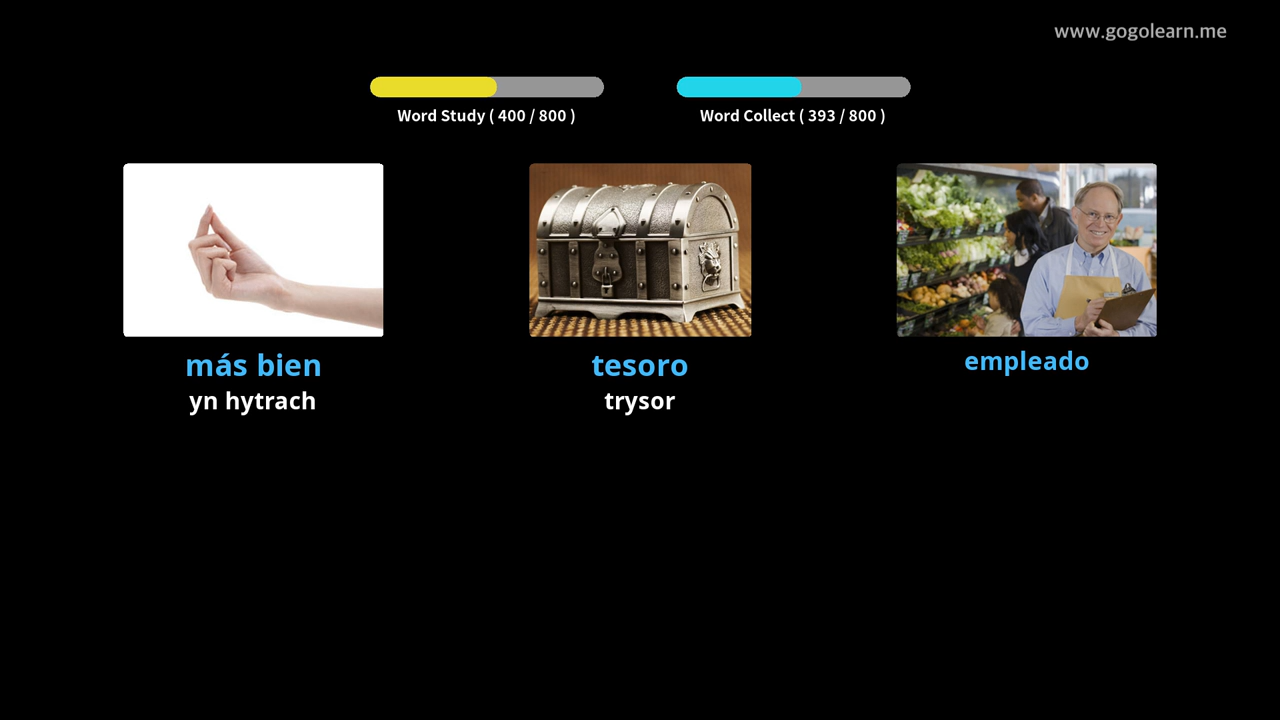 www.gogolearn.me
Word Study ( 400 / 800 )
Word Collect ( 393 / 800 )
más bien
yn hytrach
tesoro
trysor
empleado